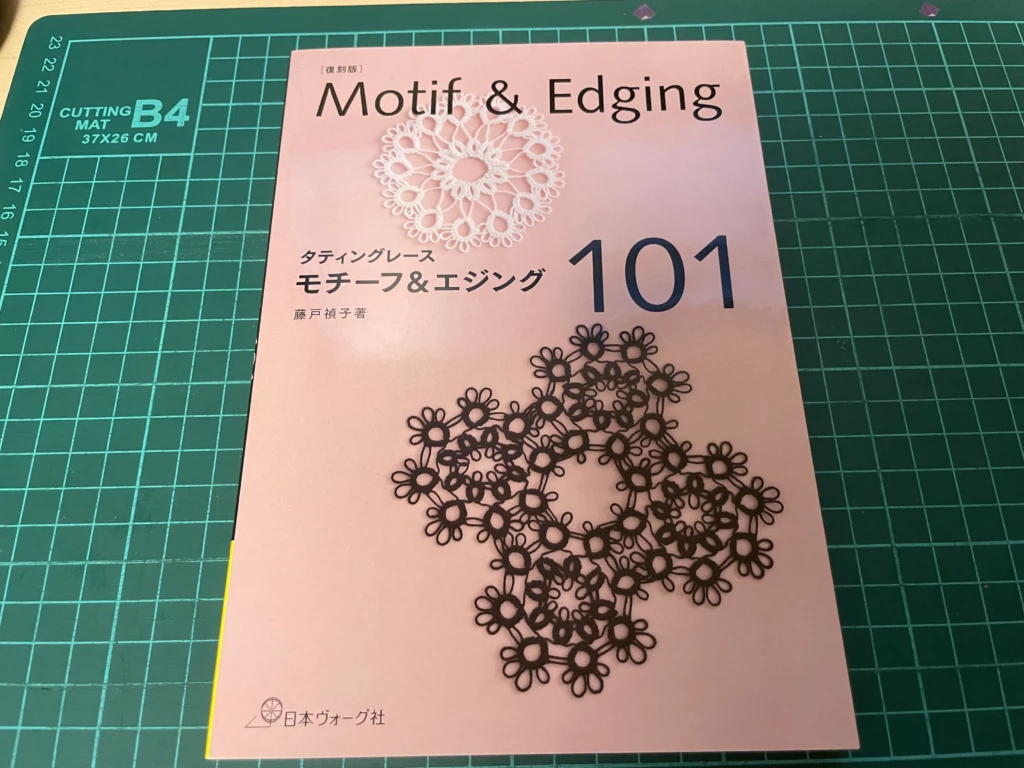 23
22
21
20
19
18
17
16
15
CUTTING
MAT
B4
37X26 CM
[復刻版]
Motif & Edging
タティングレース
モチーフ&エジング
101
藤戸禎子著
日本ヴォーグ社